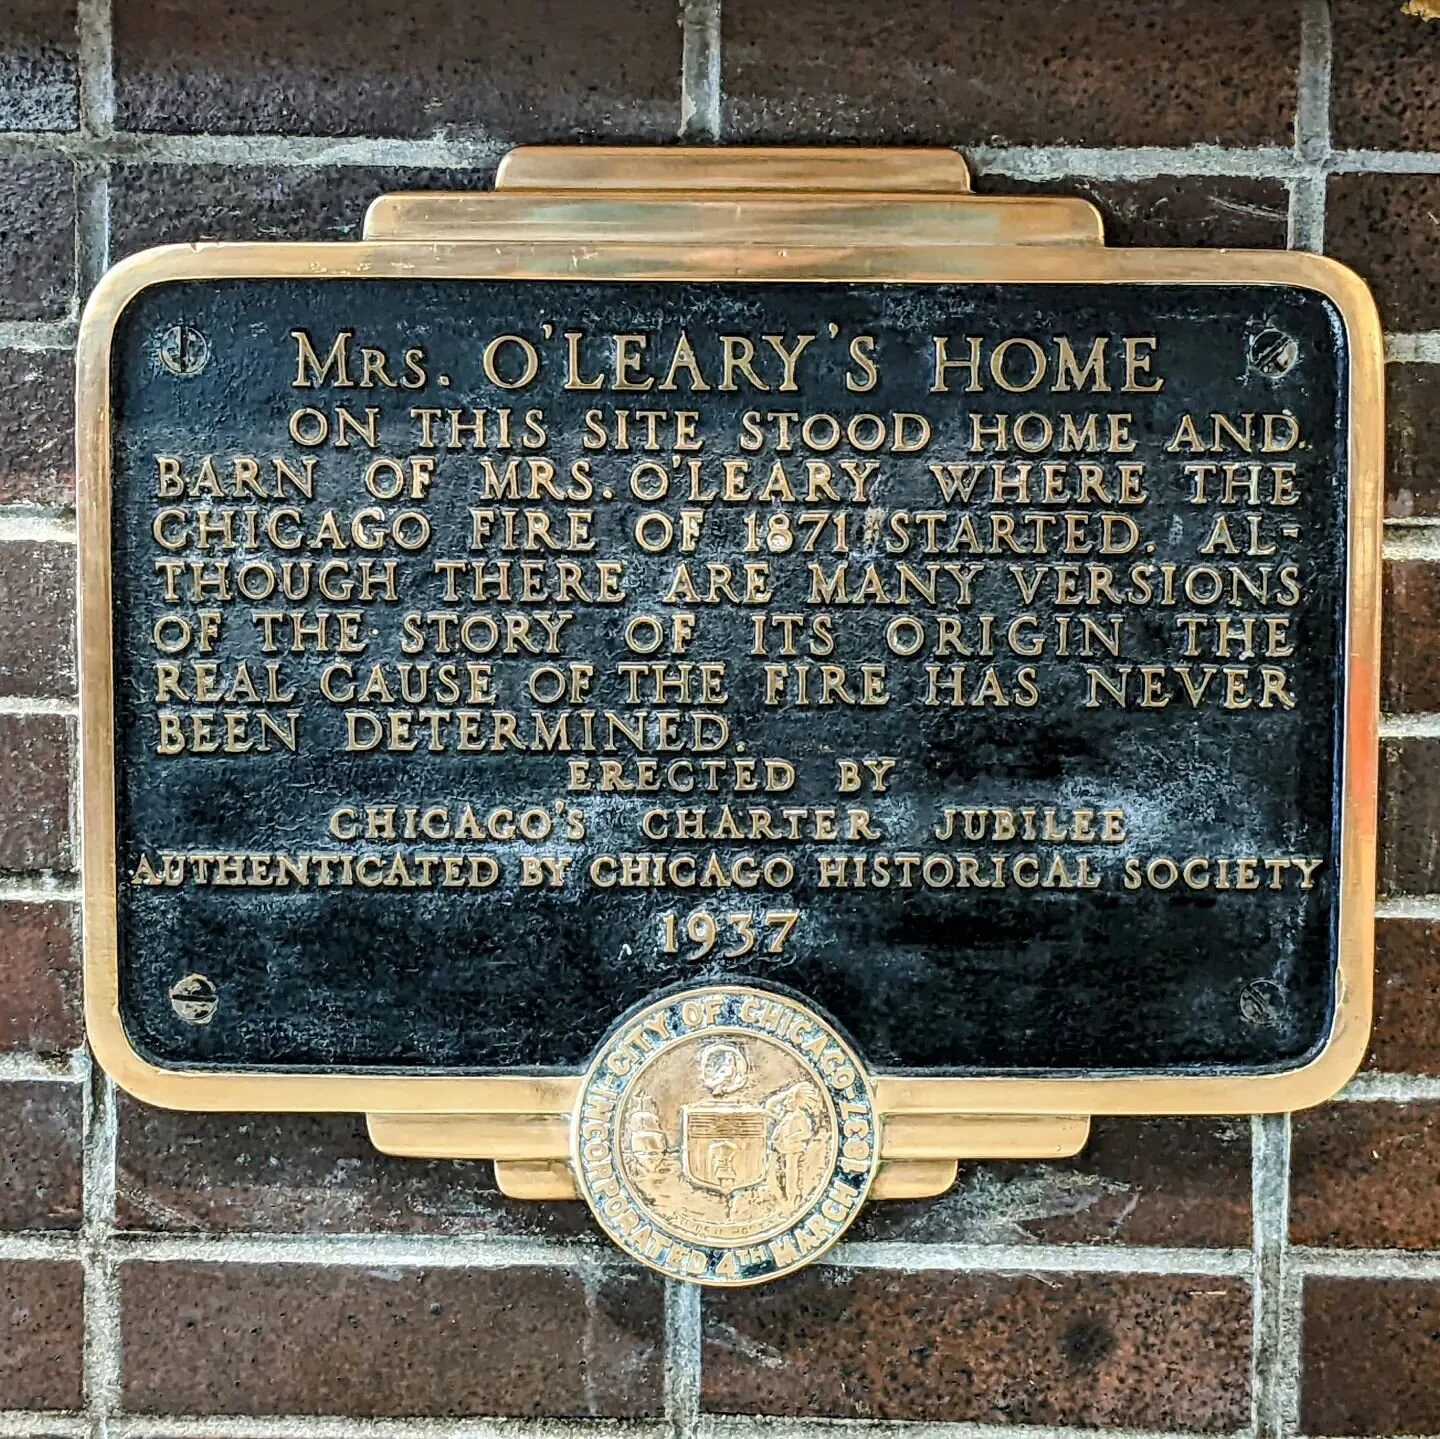 Mrs. O'LEARY'S HOME
ON THIS SITE STOOD HOME AND
BARN OF MRS. O'LEARY WHERE THE
CHICAGO FIRE OF 1871 STARTED. AL-
THOUGH THERE ARE MANY VERSIONS
OF THE STORY OF ITS ORIGIN THE
REAL CAUSE OF THE FIRE HAS NEVER
BEEN DETERMINED.
ERECTED BY
CHICAGO'S CHARTER JUBILEE
AUTHENTICATED BY CHICAGO HISTORICAL SOCIETY
1937
CITY OF CHICAGO
INCORPORATED 4TH MARCH 1837